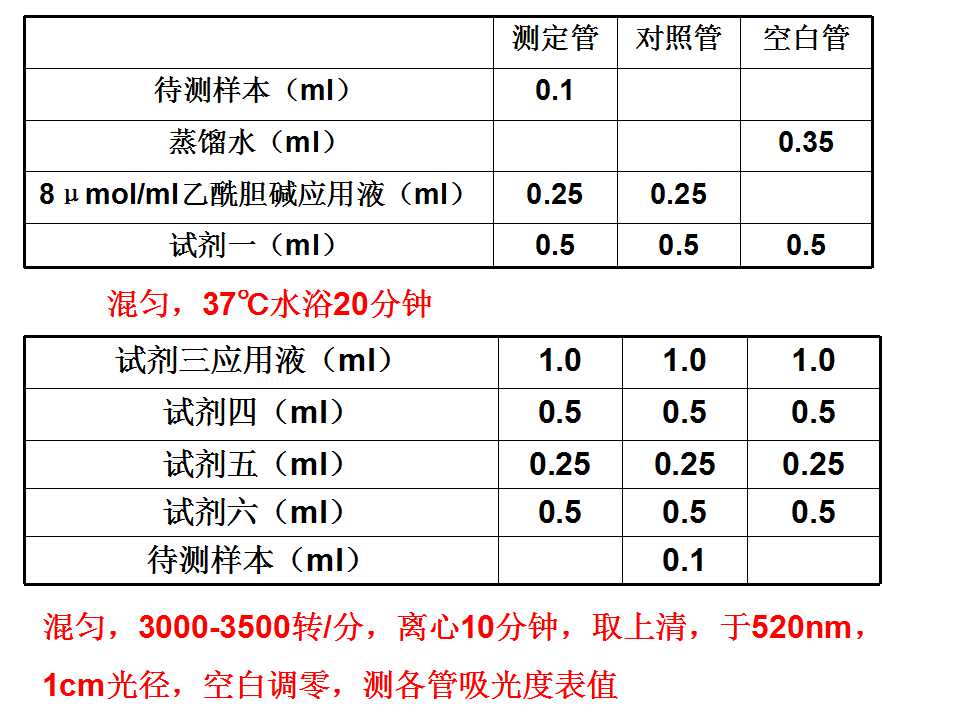 测定管 对照管 空白管
待测样本（ml） 0.1
蒸馏水（ml） 0.35
8μmol/ml乙酰胆碱应用液（ml） 0.25 0.25
试剂一（ml） 0.5 0.5 0.5
混匀，37℃水浴20分钟
试剂三应用液（ml） 1.0 1.0 1.0
试剂四（ml） 0.5 0.5 0.5
试剂五（ml） 0.25 0.25 0.25
试剂六（ml） 0.5 0.5 0.5
待测样本（ml） 0.1
混匀，3000-3500转/分，离心10分钟，取上清，于520nm，
1cm光径，空白调零，测各管吸光度表值